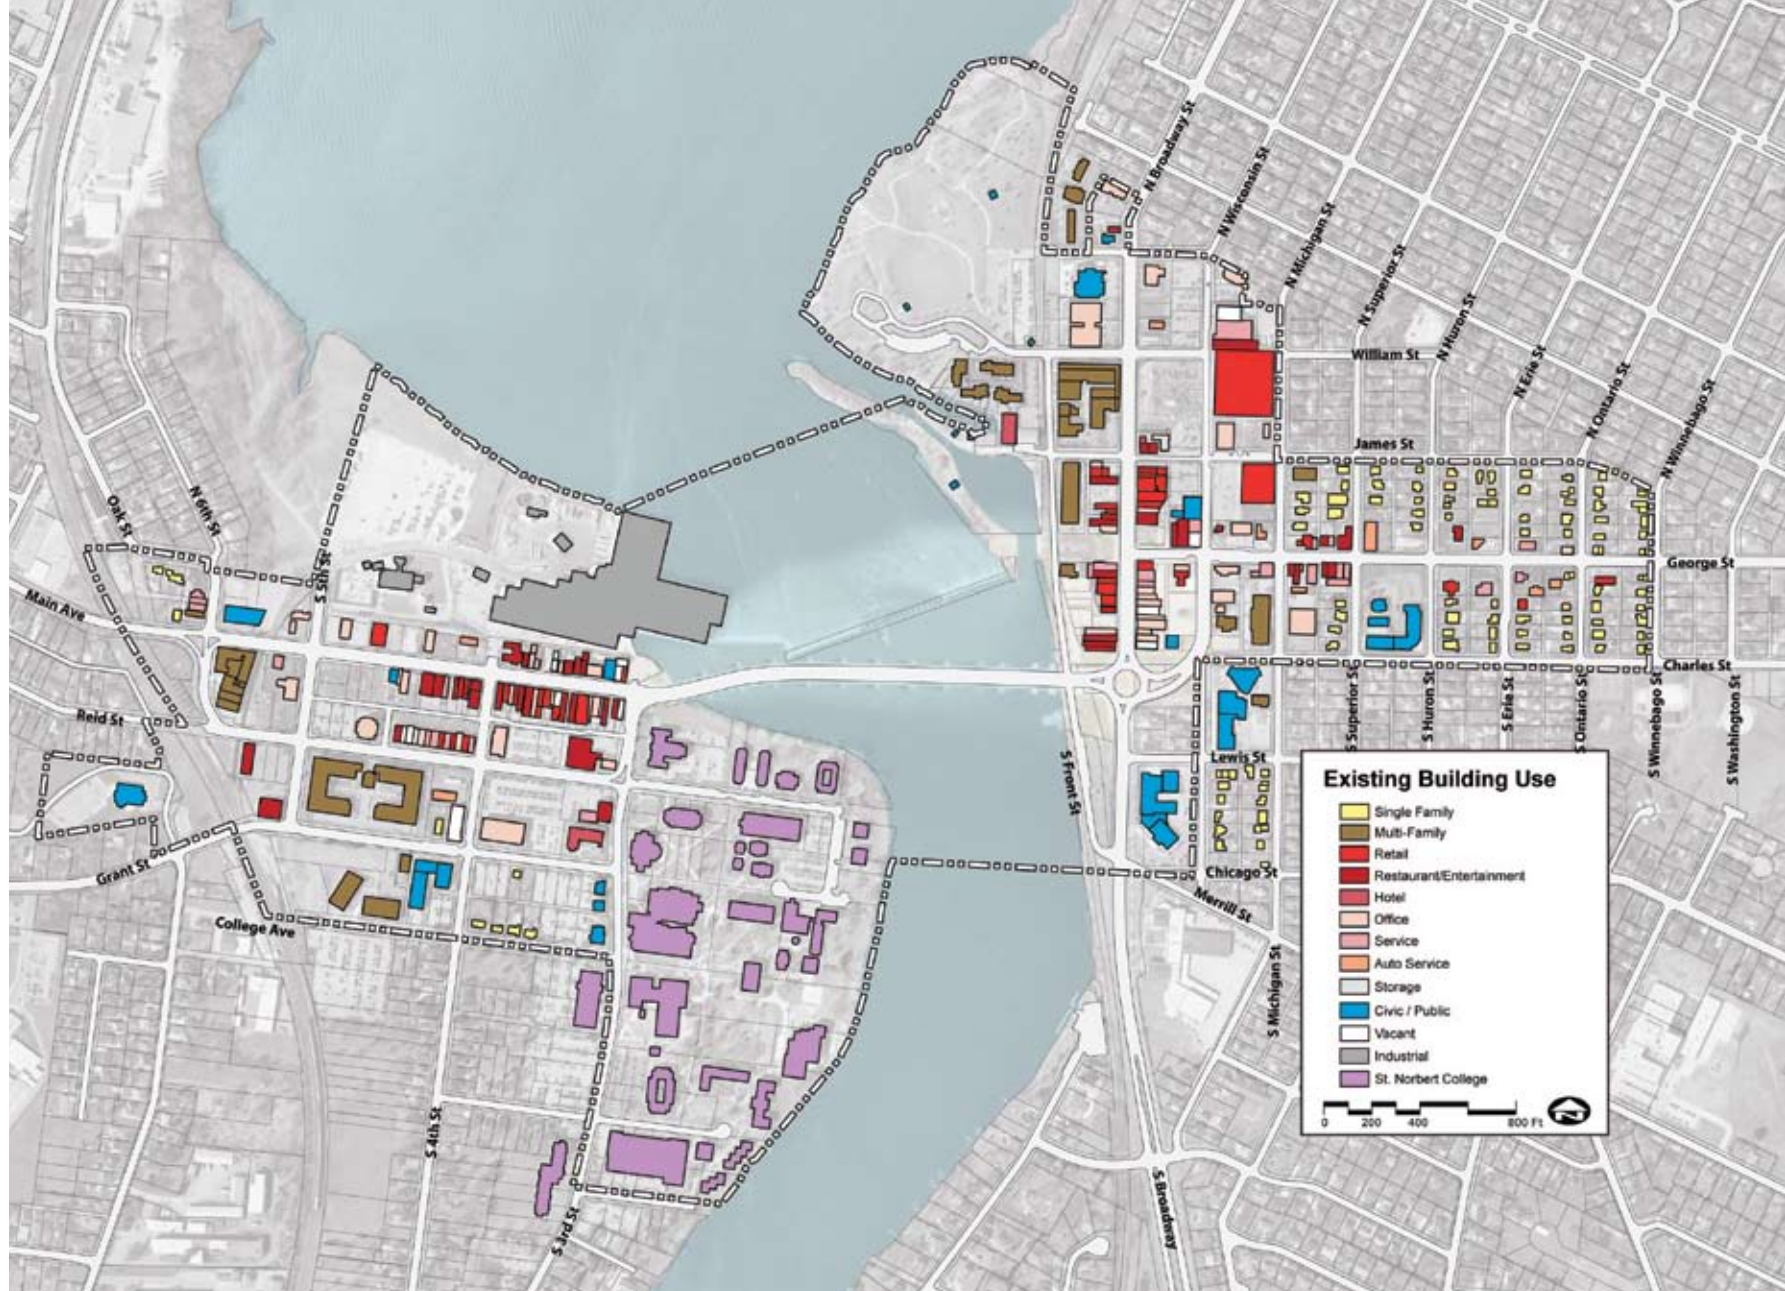 N Broadway St
N Wisconsin St
N Michigan St
N Superior St
N Huron St
William St
N Erie St
N Ontario St
N Winnebago St
James St
Oak St
N 6th St
S 5th St
George St
Main Ave
Charles St
Reid St
S Superior St
S Huron St
S Erie St
S Ontario St
S Winnebago St
S Washington St
Lewis St
S Front St
Grant St
Chicago St
Merrill St
College Ave
S Michigan St
S 4th St
S 3rd St
S Broadway
Existing Building Use
Single Family
Multi-Family
Retail
Restaurant/Entertainment
Hotel
Office
Service
Auto Service
Storage
Civic / Public
Vacant
Industrial
St. Norbert College
0 200 400 800 Ft
N